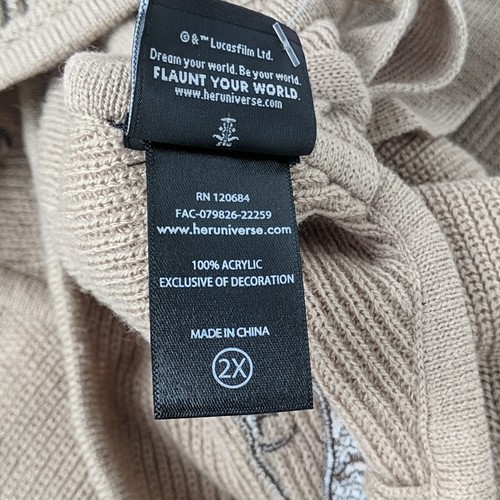 ©&™ Lucasfilm Ltd.
Dream your world. Be your world.
FLAUNT YOUR WORLD.
www.heruniverse.com
RN 120684
FAC-079826-22259
www.heruniverse.com
100% ACRYLIC
EXCLUSIVE OF DECORATION
MADE IN CHINA
2X